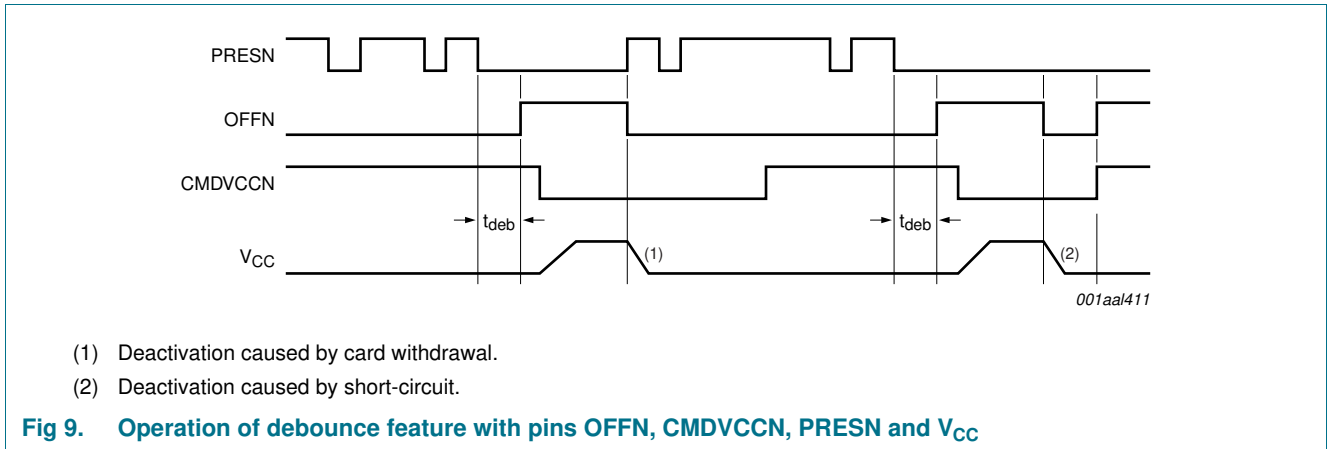 PRESN
OFFN
CMDVCCN
tdeb tdeb
VCC (1) (2)
001aal411
(1) Deactivation caused by card withdrawal.
(2) Deactivation caused by short-circuit.
Fig 9. Operation of debounce feature with pins OFFN, CMDVCCN, PRESN and VCC